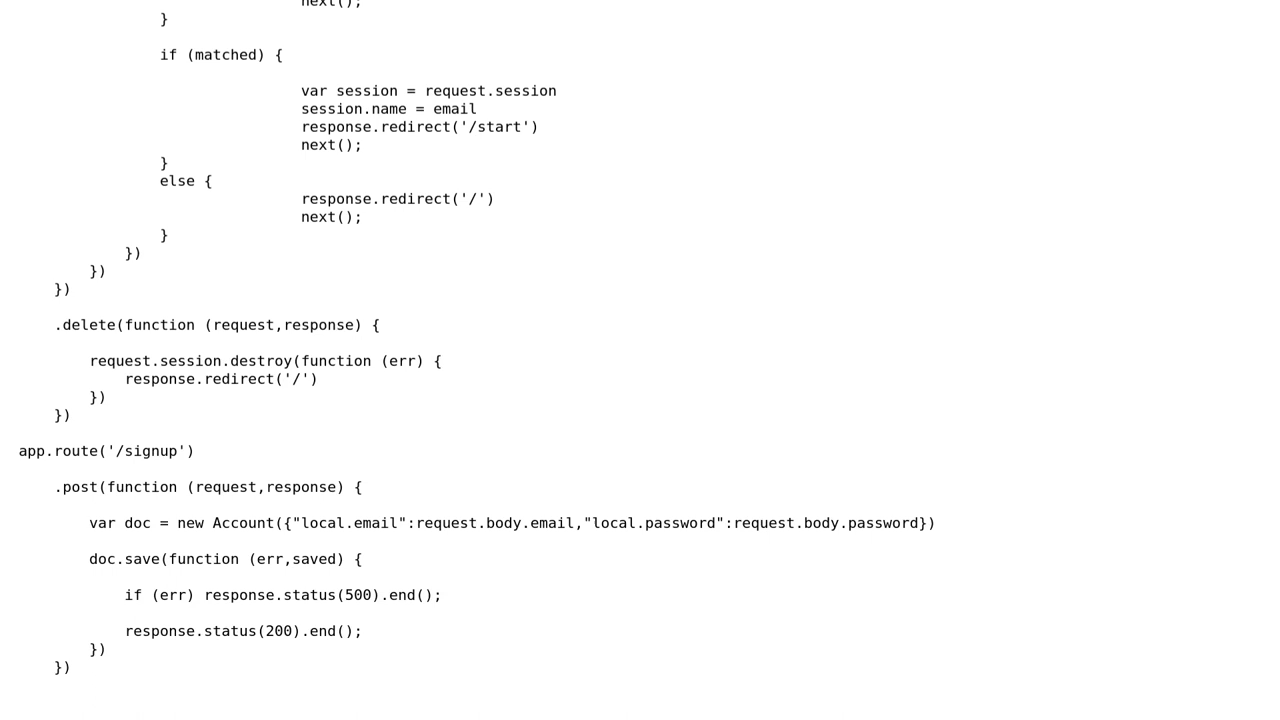 next();
}
if (matched) {
var session = request.session
session.name = email
response.redirect('/start')
next();
}
else {
response.redirect('/')
next();
}
})
})
})
.delete(function (request,response) {
request.session.destroy(function (err) {
response.redirect('/')
})
})
app.route('/signup')
.post(function (request,response) {
var doc = new Account({"local.email":request.body.email,"local.password":request.body.password})
doc.save(function (err,saved) {
if (err) response.status(500).end();
response.status(200).end();
})
})